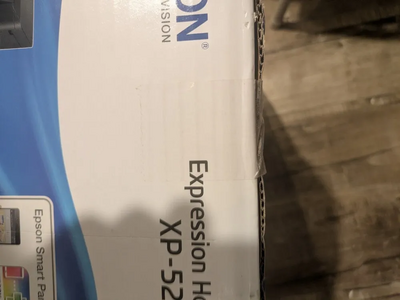 ON®
VISION
Expression Ho
XP-52
Epson Smart Pa